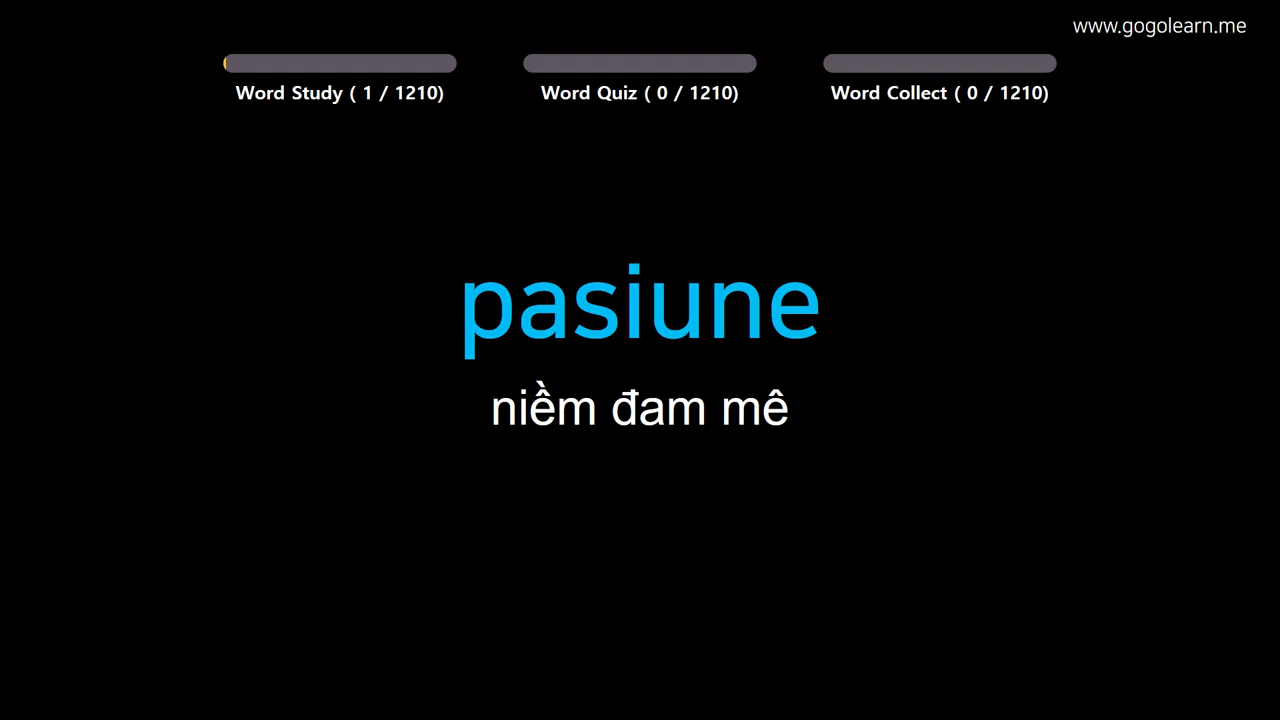 www.gogolearn.me
Word Study ( 1 / 1210)
Word Quiz ( 0 / 1210)
Word Collect ( 0 / 1210)
pasiune
niềm đam mê